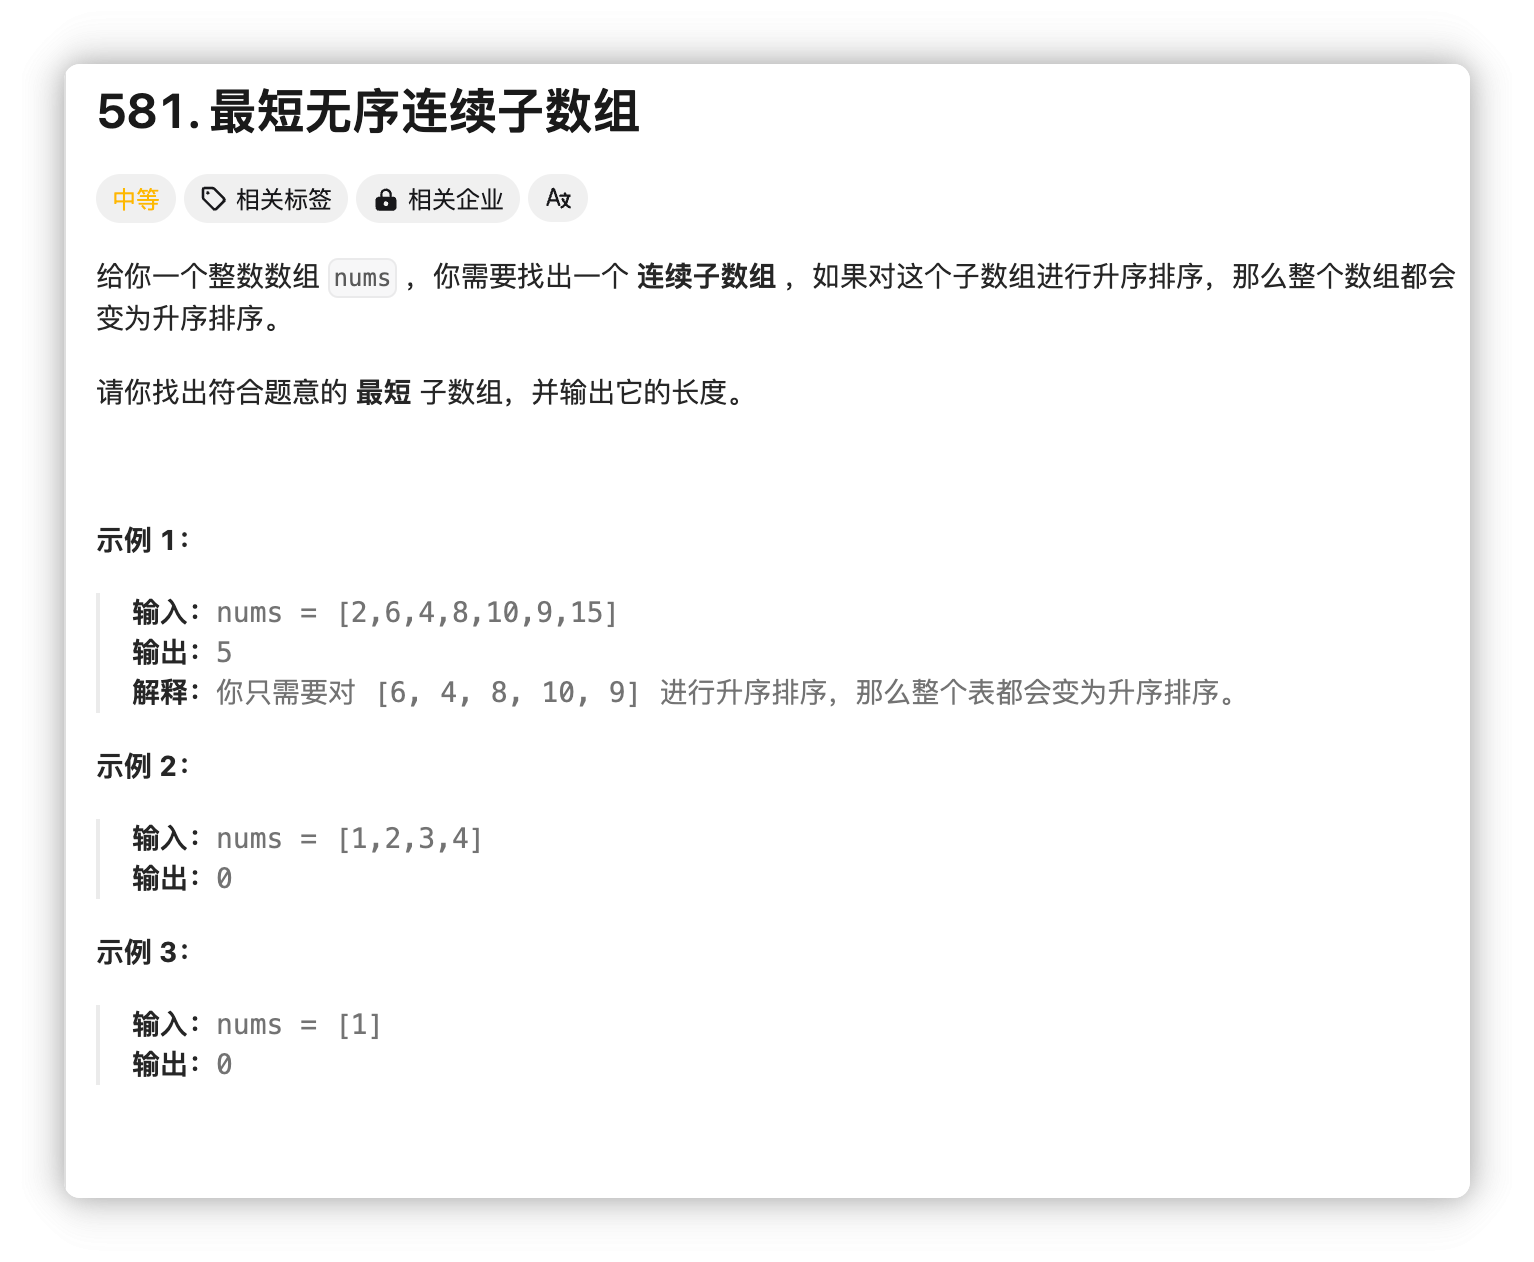 581. 最短无序连续子数组
中等 相关标签 相关企业 A文
给你一个整数数组 nums ，你需要找出一个 连续子数组 ，如果对这个子数组进行升序排序，那么整个数组都会
变为升序排序。
请你找出符合题意的 最短 子数组，并输出它的长度。
示例 1：
输入：nums = [2,6,4,8,10,9,15]
输出：5
解释：你只需要对 [6, 4, 8, 10, 9] 进行升序排序，那么整个表都会变为升序排序。
示例 2：
输入：nums = [1,2,3,4]
输出：0
示例 3：
输入：nums = [1]
输出：0